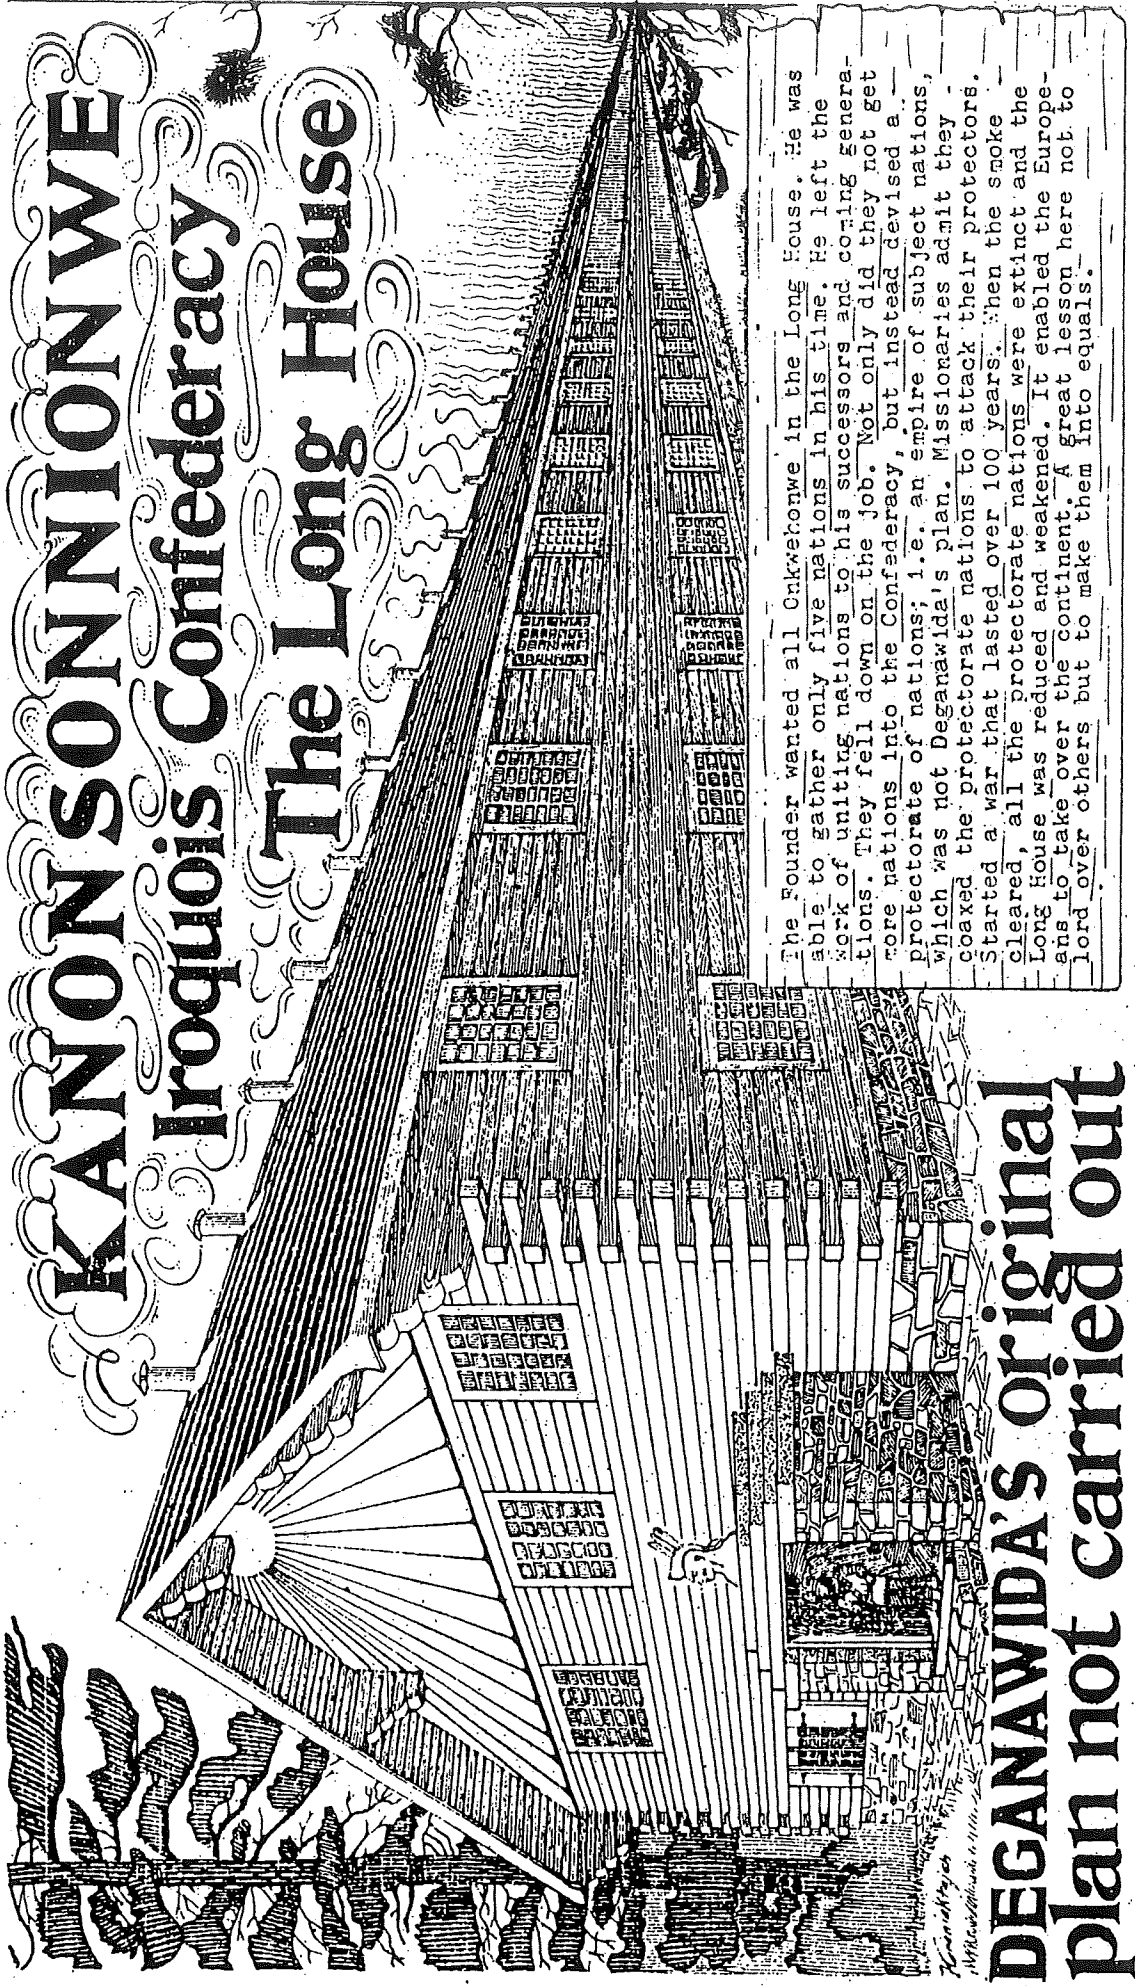 KANONSONNIONWE
Iroquois Confederacy
The Long House
The Founder wanted all Onkwehonwe in the Long House. He was
able to gather only five nations in his time. He left the
work of uniting nations to his successors and coming genera-
tions. They fell down on the job. Not only did they not get
more nations into the Confederacy, but instead devised a
protectorate of nations; i.e. an empire of subject nations,
which was not Deganawida's plan. Missionaries admit they
coaxed the protectorate nations to attack their protectors.
Started a war that lasted over 100 years. When the smoke
cleared, all the protectorate nations were extinct and the
Long House was reduced and weakened. It enabled the Europe-
ans to take over the continent. A great lesson here not to
lord over others but to make them into equals.
DEGANAWIDA'S original
plan not carried out